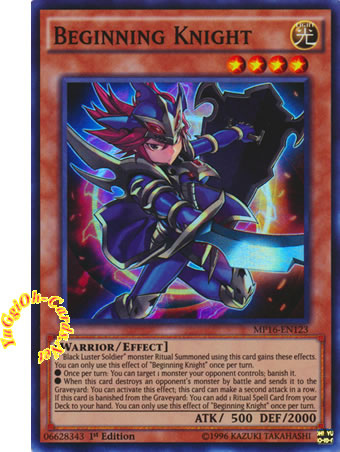 BEGINNING KNIGHT
LIGHT
光
MP16-EN123
[WARRIOR/EFFECT]
"Black Luster Soldier" monster Ritual Summoned using this card gains these effects.
You can only use this effect of "Beginning Knight" once per turn.
● Once per turn: You can target 1 monster your opponent controls; banish it.
● When this card destroys an opponent's monster by battle and sends it to the
Graveyard: You can activate this effect; this card can make a second attack in a row.
If this card is banished from the Graveyard: You can add 1 Ritual Spell Card from your
Deck to your hand. You can only use this effect of "Beginning Knight" once per turn.
ATK/ 500 DEF/ 2000
06628343 1st Edition ©1996 KAZUKI TAKAHASHI
YuGiOh-Cards.net